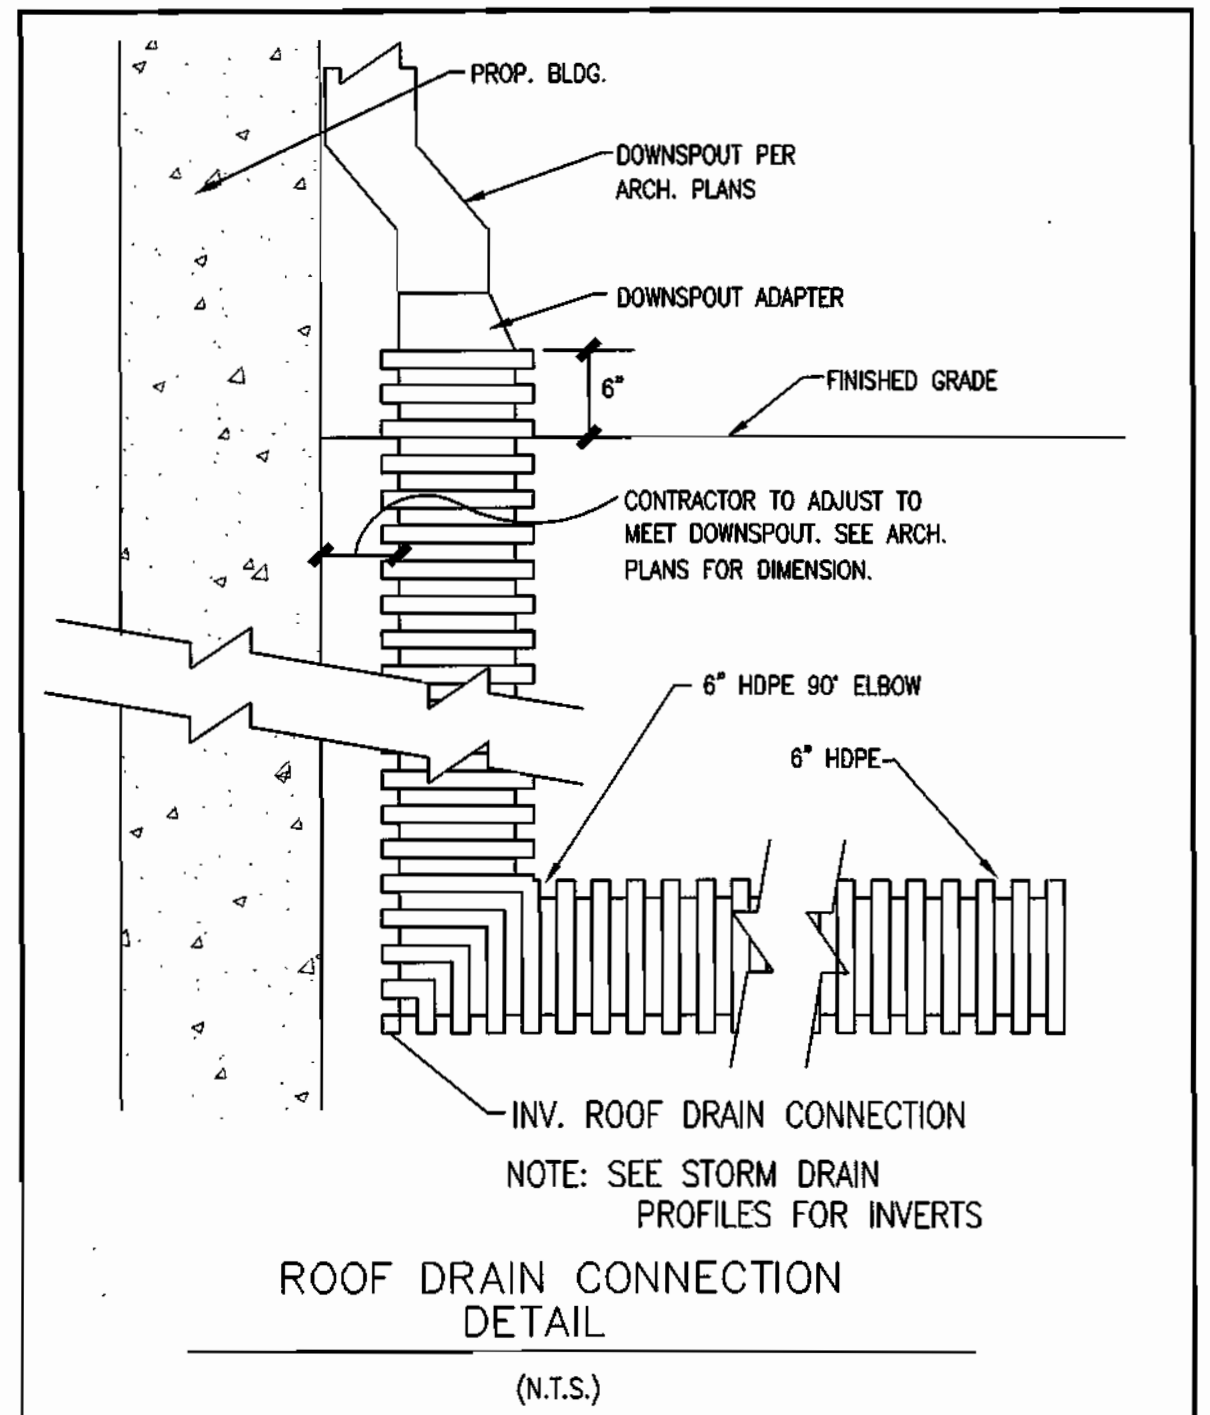 PROP. BLDG.
DOWNSPOUT PER
ARCH. PLANS
DOWNSPOUT ADAPTER
6"
FINISHED GRADE
CONTRACTOR TO ADJUST TO
MEET DOWNSPOUT. SEE ARCH.
PLANS FOR DIMENSION.
6" HDPE 90° ELBOW
6" HDPE
INV. ROOF DRAIN CONNECTION
NOTE: SEE STORM DRAIN
PROFILES FOR INVERTS
ROOF DRAIN CONNECTION
DETAIL
(N.T.S.)